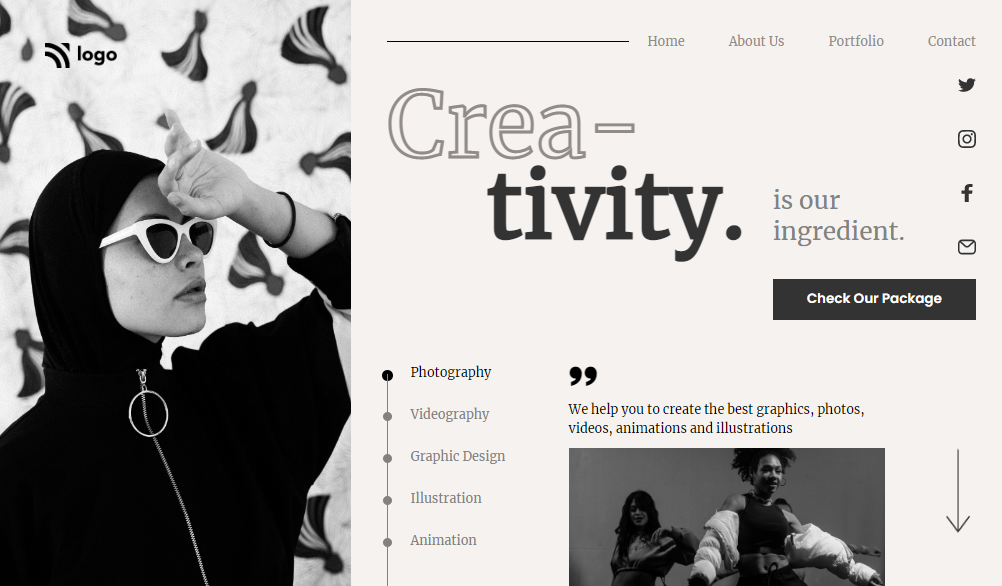 logo
Home About Us Portfolio Contact
Crea-
tivity.
is our
ingredient.
Check Our Package
Photography
Videography
Graphic Design
Illustration
Animation
❟❟
We help you to create the best graphics, photos,
videos, animations and illustrations